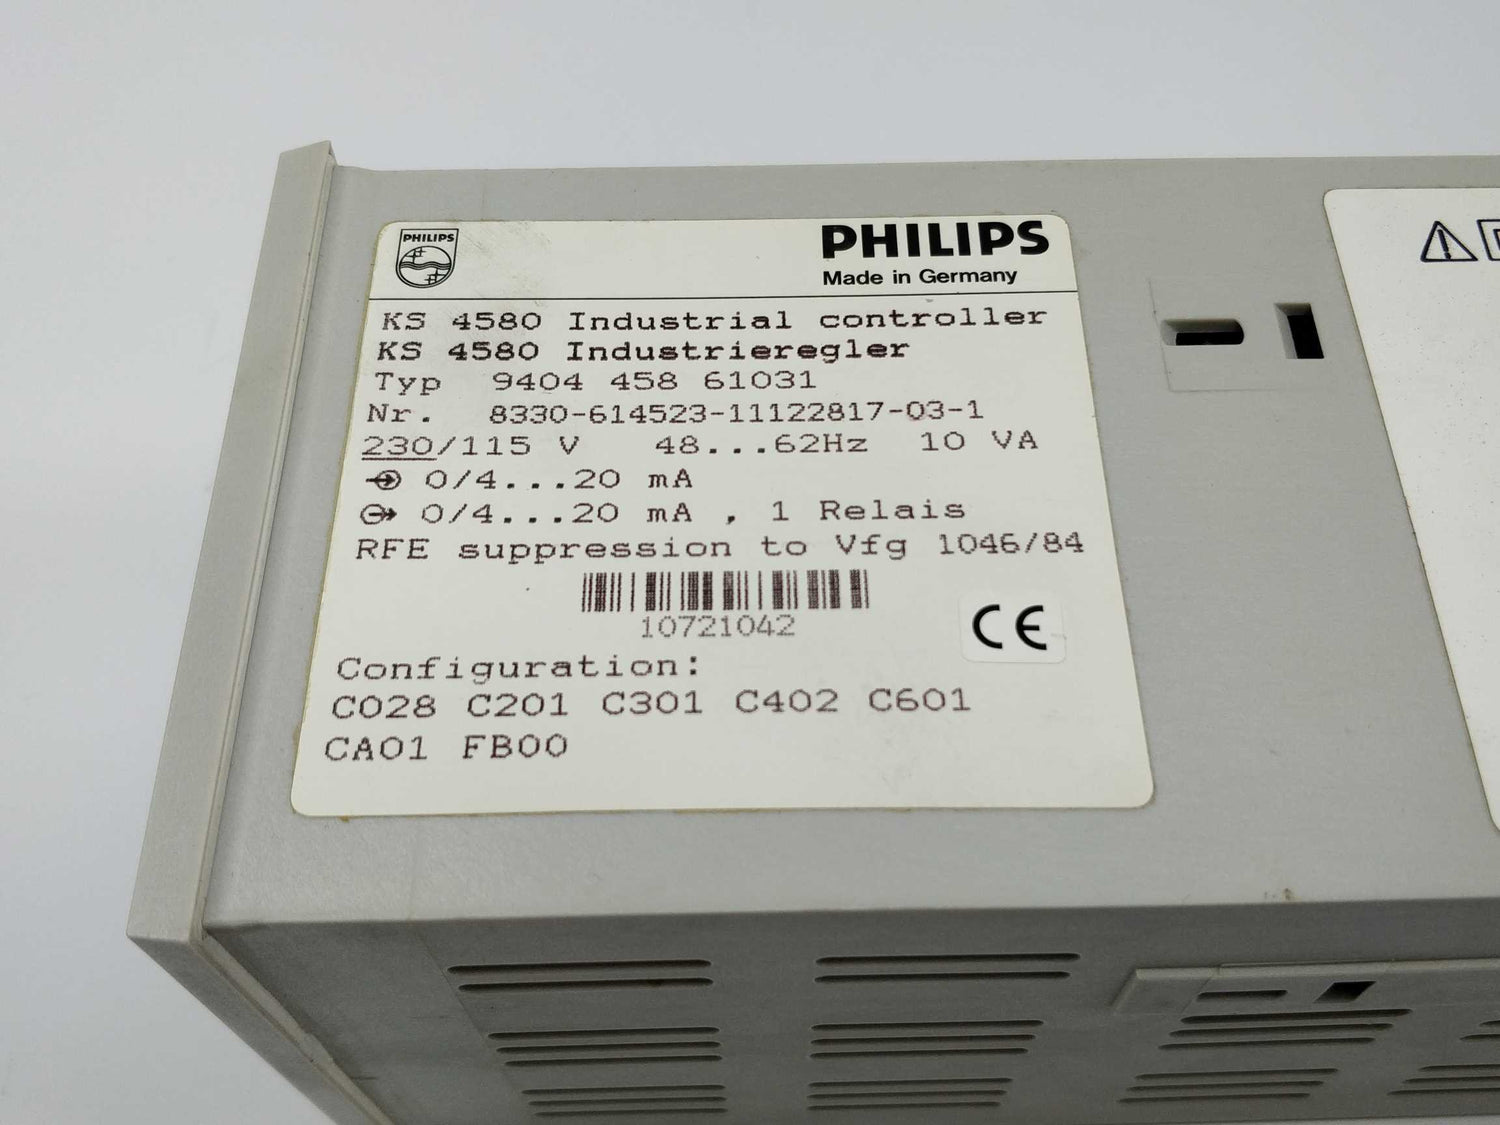 PHILIPS
PHILIPS
Made in Germany
KS 4580 Industrial controller
KS 4580 Industrieregler
Typ 9404 458 61031
Nr. 8330-614523-11122817-03-1
230/115 V 48...62Hz 10 VA
0/4...20 mA
0/4...20 mA , 1 Relais
RFE suppression to Vfg 1046/84
10721042
CE
Configuration:
C028 C201 C301 C402 C601
CA01 FB00